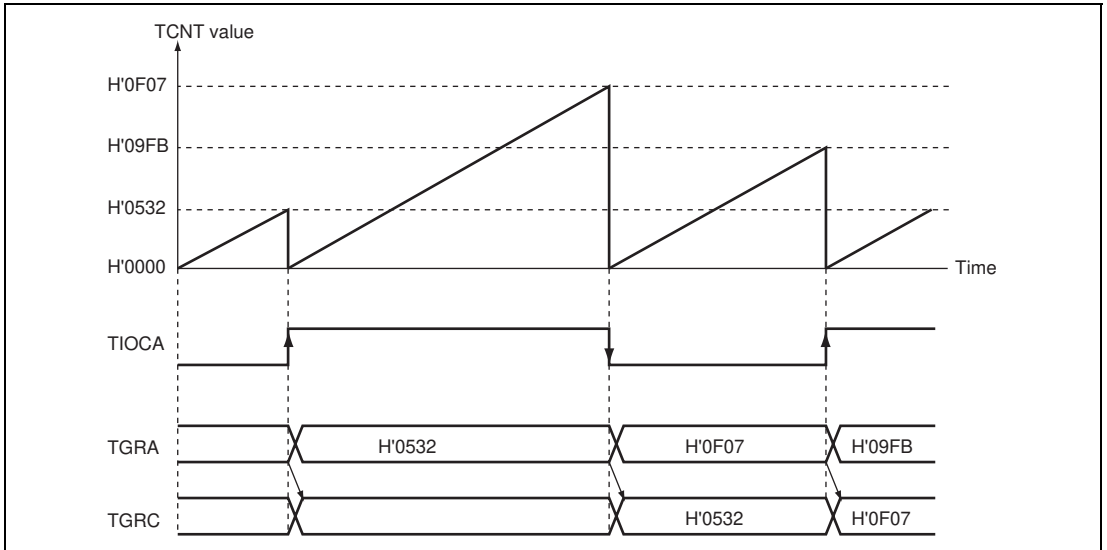 TCNT value
H'0F07
H'09FB
H'0532
H'0000
Time
TIOCA
TGRA
H'0532
H'0F07
H'09FB
TGRC
H'0532
H'0F07